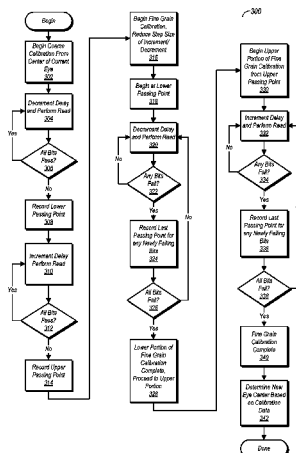 300
Begin
Begin Coarse
Calibration From
Center of Current
Eye
302
Decrement Delay
and Perform Read
304
Yes
All Bits
Pass?
306
No
Record Lower
Passing Point
308
Increment Delay
Perform Read
310
Yes
All Bits
Pass?
312
No
Record Upper
Passing Point
314
Begin Fine Grain
Calibration,
Reduce Step Size
of Increment/
Decrement
316
Begin at Lower
Passing Point
318
Decrement Delay
and Perform Read
320
No
Any Bits
Fail?
322
Yes
Record Last
Passing Point for
any Newly Failing
Bits
324
No
All Bits
Fail?
326
Yes
Lower Portion of
Fine Grain
Calibration
Complete,
Proceed to Upper
Portion
328
Begin Upper
Portion of Fine
Grain Calibration
from Upper
Passing Point
330
Increment Delay
and Perform Read
332
No
Any Bits
Fail?
334
Yes
Record Last
Passing Point for
any Newly Failing
Bits
336
No
All Bits
Fail?
338
Yes
Fine Grain
Calibration
Complete
340
Determine New
Eye Center Based
on Calibration
Data
342
Done